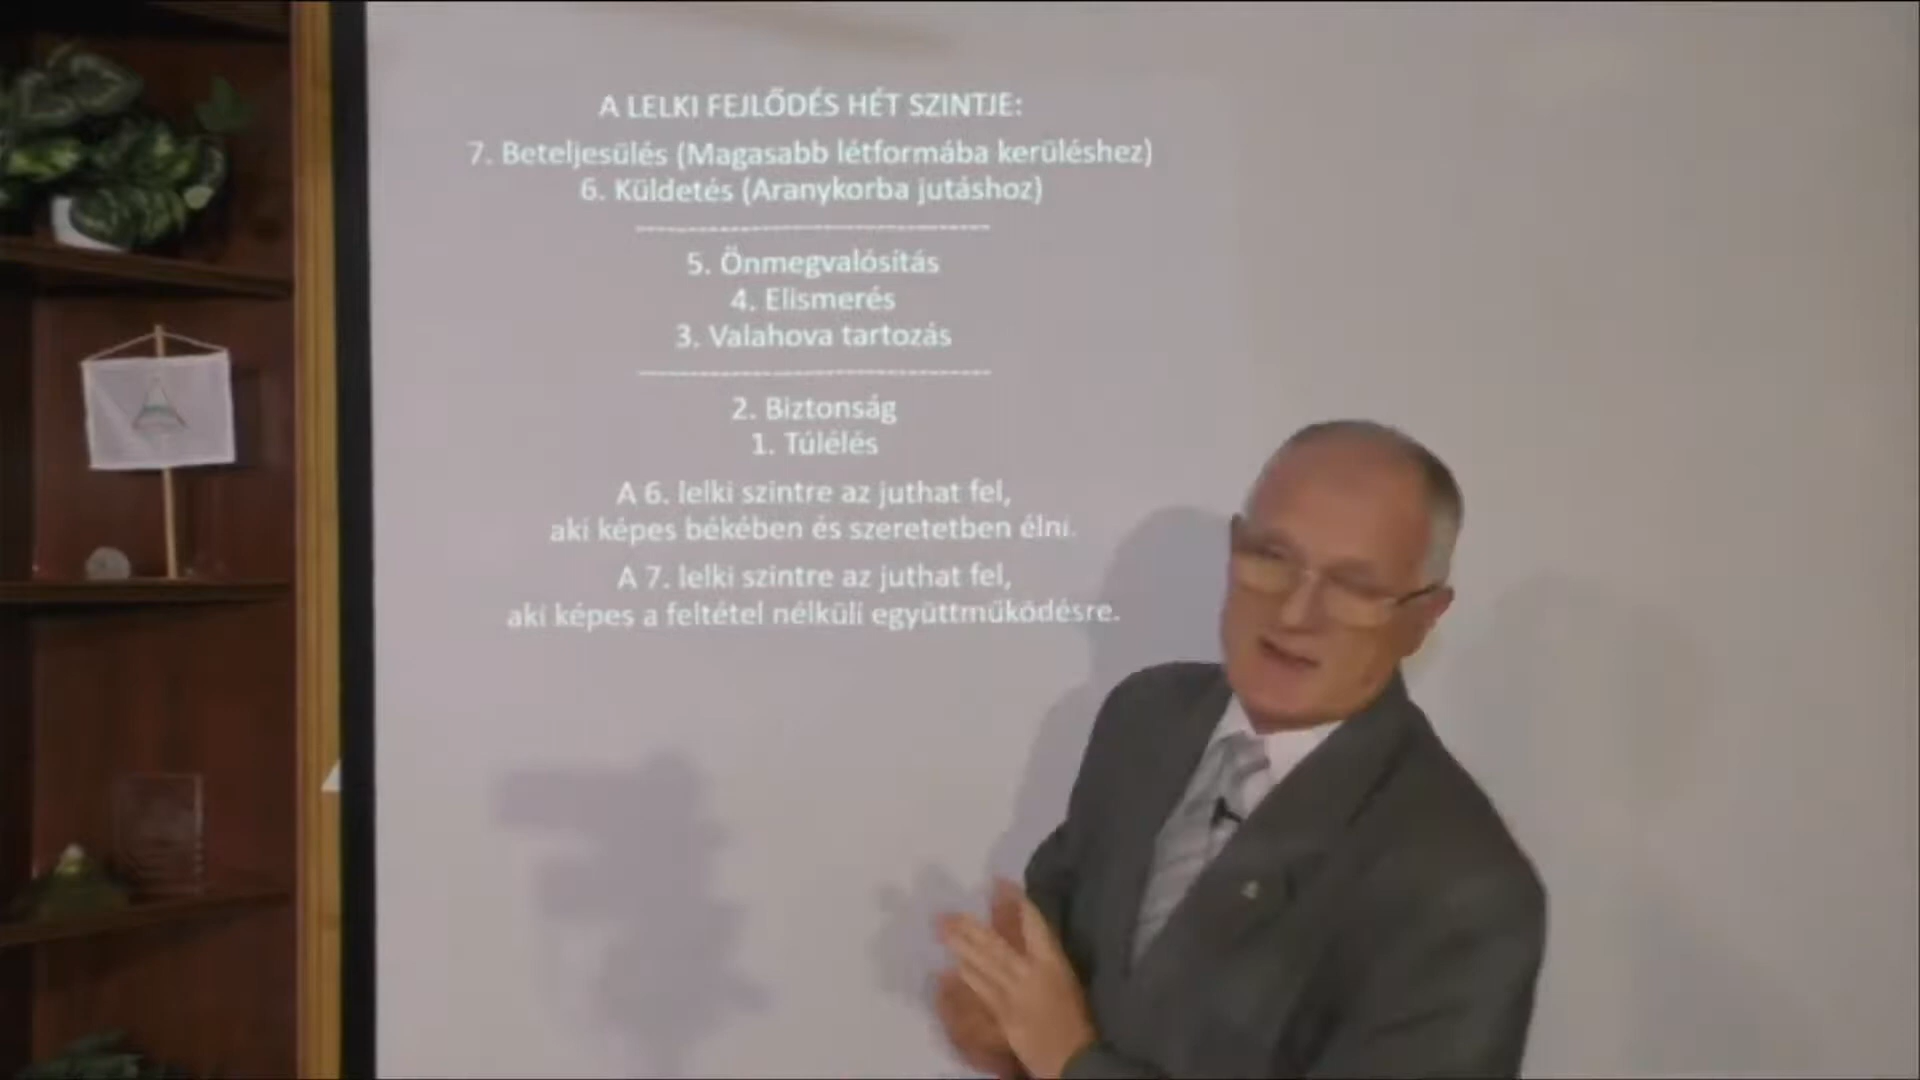 A LELKI FEJLŐDÉS HÉT SZINTJE:
7. Beteljesülés (Magasabb létformába kerüléshez)
6. Küldetés (Aranykorba jutáshoz)
5. Önmegvalósítás
4. Elismerés
3. Valahova tartozás
2. Biztonság
1. Túlélés
A 6. lelki szintre az juthat fel,
aki képes békében és szeretetben élni.
A 7. lelki szintre az juthat fel,
aki képes a feltétel nélküli együttműködésre.